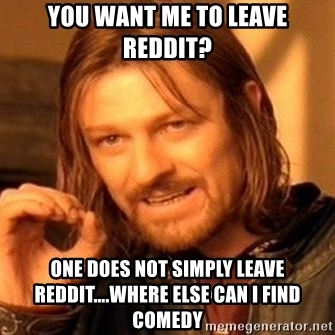 YOU WANT ME TO LEAVE
REDDIT?
ONE DOES NOT SIMPLY LEAVE
REDDIT....WHERE ELSE CAN I FIND
COMEDY
memegenerator.net